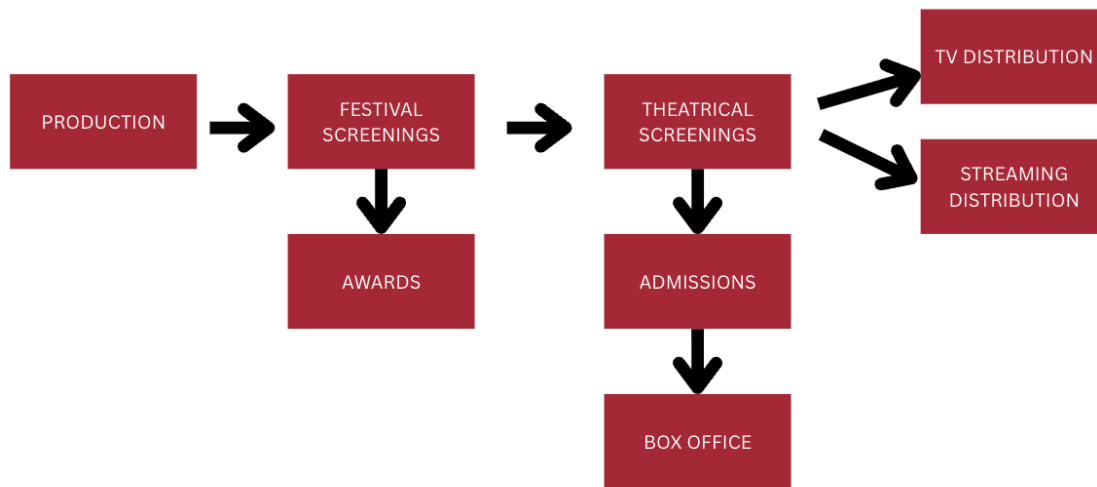 PRODUCTION
FESTIVAL
SCREENINGS
THEATRICAL
SCREENINGS
TV DISTRIBUTION
STREAMING
DISTRIBUTION
AWARDS
ADMISSIONS
BOX OFFICE